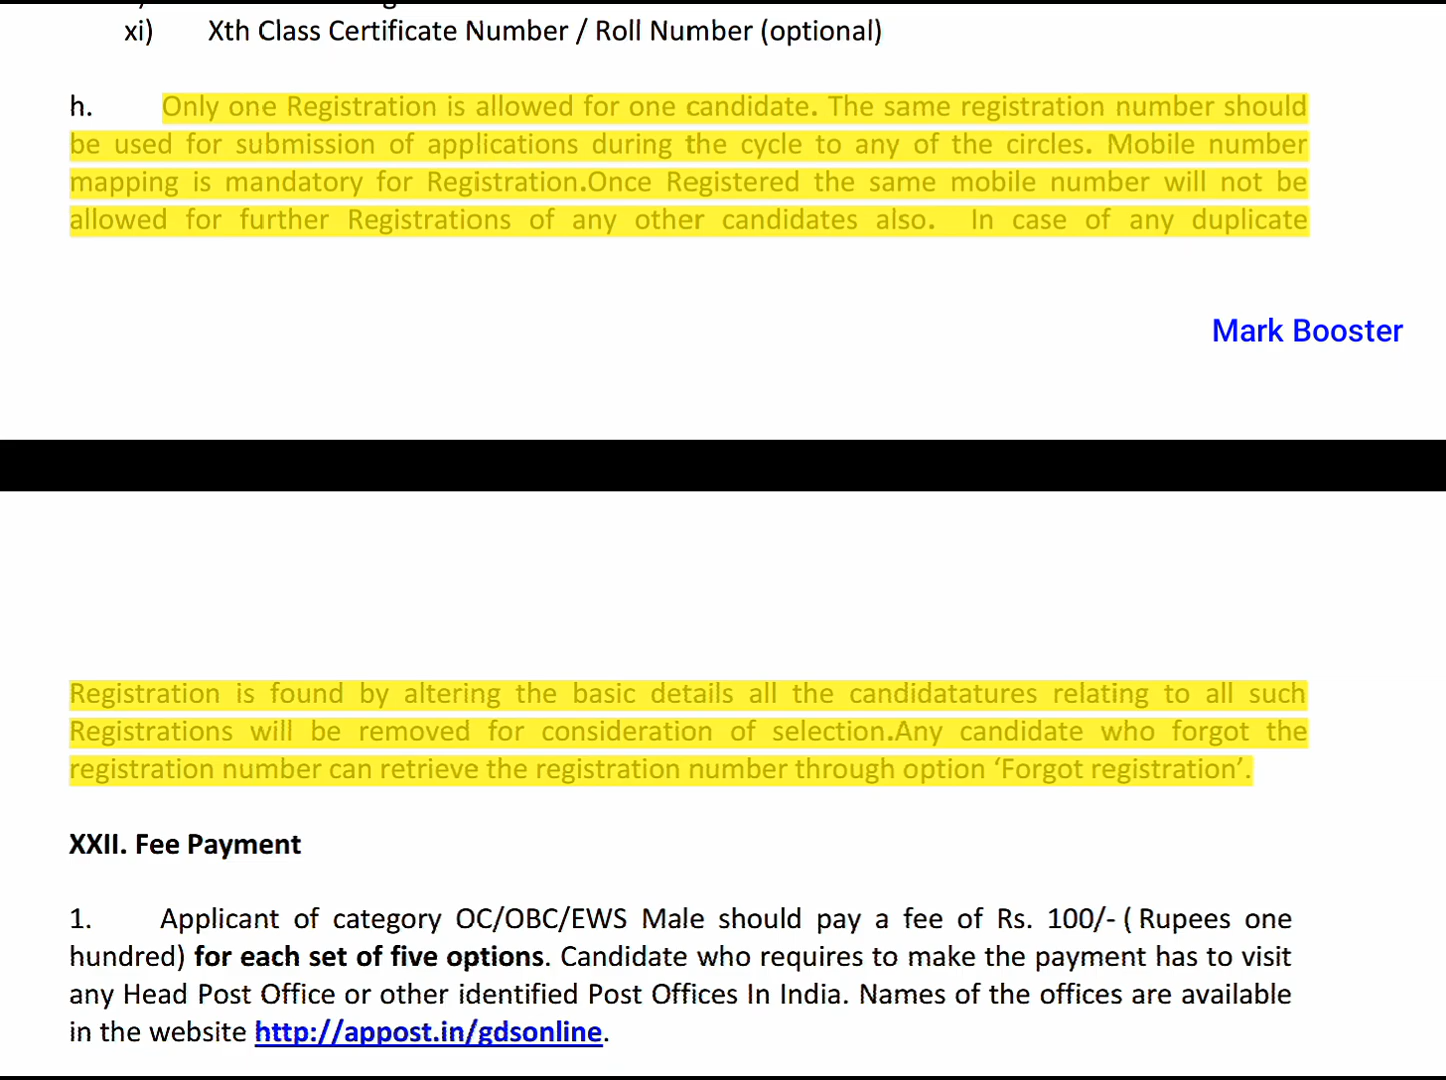 xi) Xth Class Certificate Number / Roll Number (optional)
h. Only one Registration is allowed for one candidate. The same registration number should
be used for submission of applications during the cycle to any of the circles. Mobile number
mapping is mandatory for Registration.Once Registered the same mobile number will not be
allowed for further Registrations of any other candidates also. In case of any duplicate
Mark Booster
Registration is found by altering the basic details all the candidatatures relating to all such
Registrations will be removed for consideration of selection.Any candidate who forgot the
registration number can retrieve the registration number through option ‘Forgot registration’.
XXII. Fee Payment
1. Applicant of category OC/OBC/EWS Male should pay a fee of Rs. 100/- ( Rupees one
hundred) for each set of five options. Candidate who requires to make the payment has to visit
any Head Post Office or other identified Post Offices In India. Names of the offices are available
in the website http://appost.in/gdsonline.